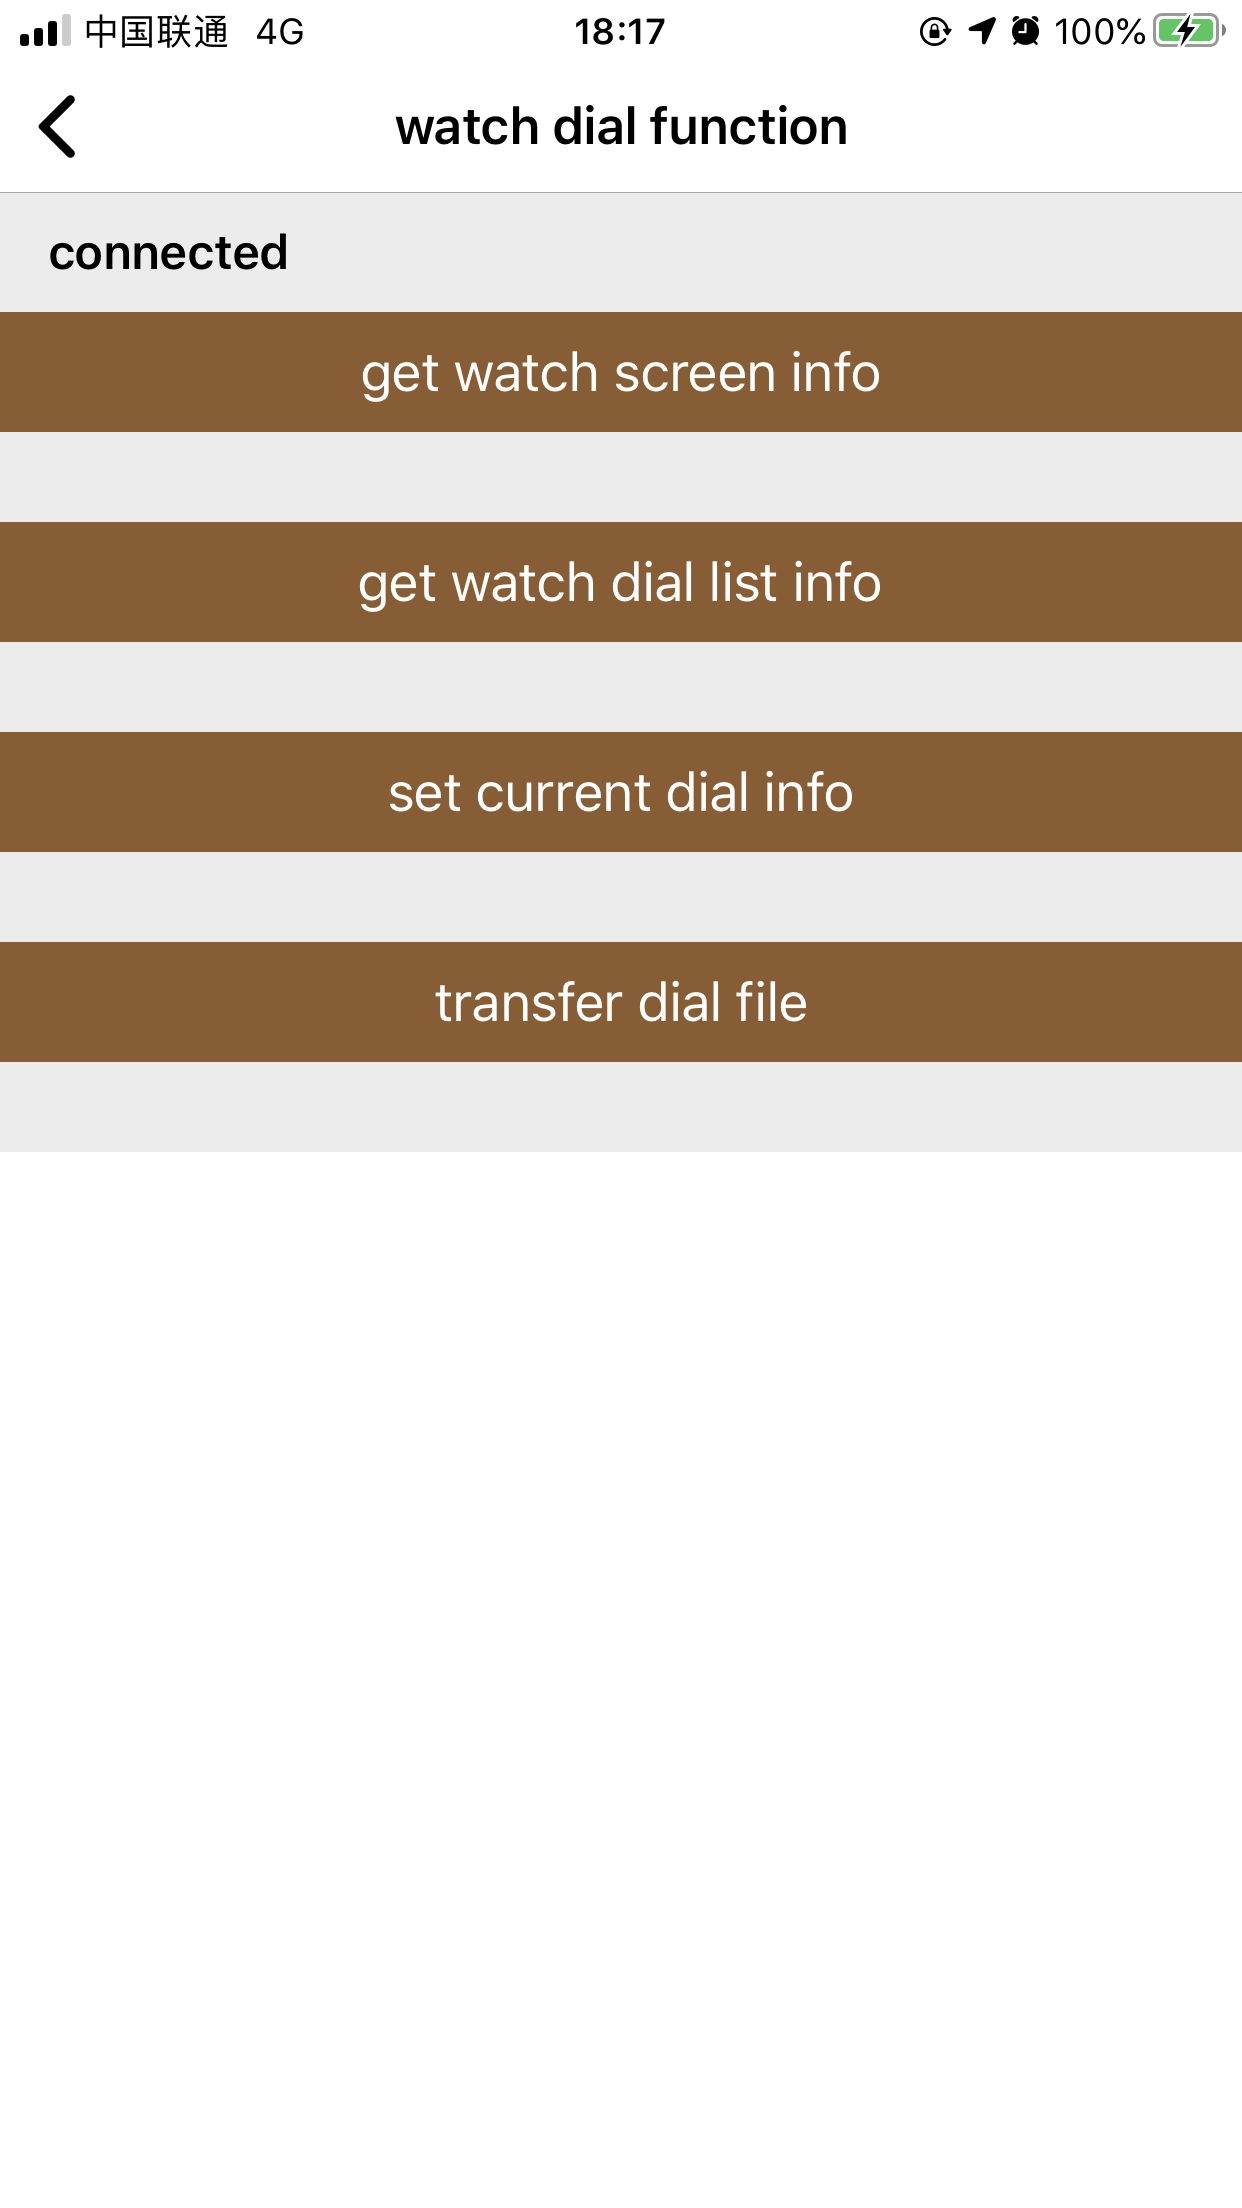 中国联通 4G 18:17 100%
watch dial function
connected
get watch screen info
get watch dial list info
set current dial info
transfer dial file